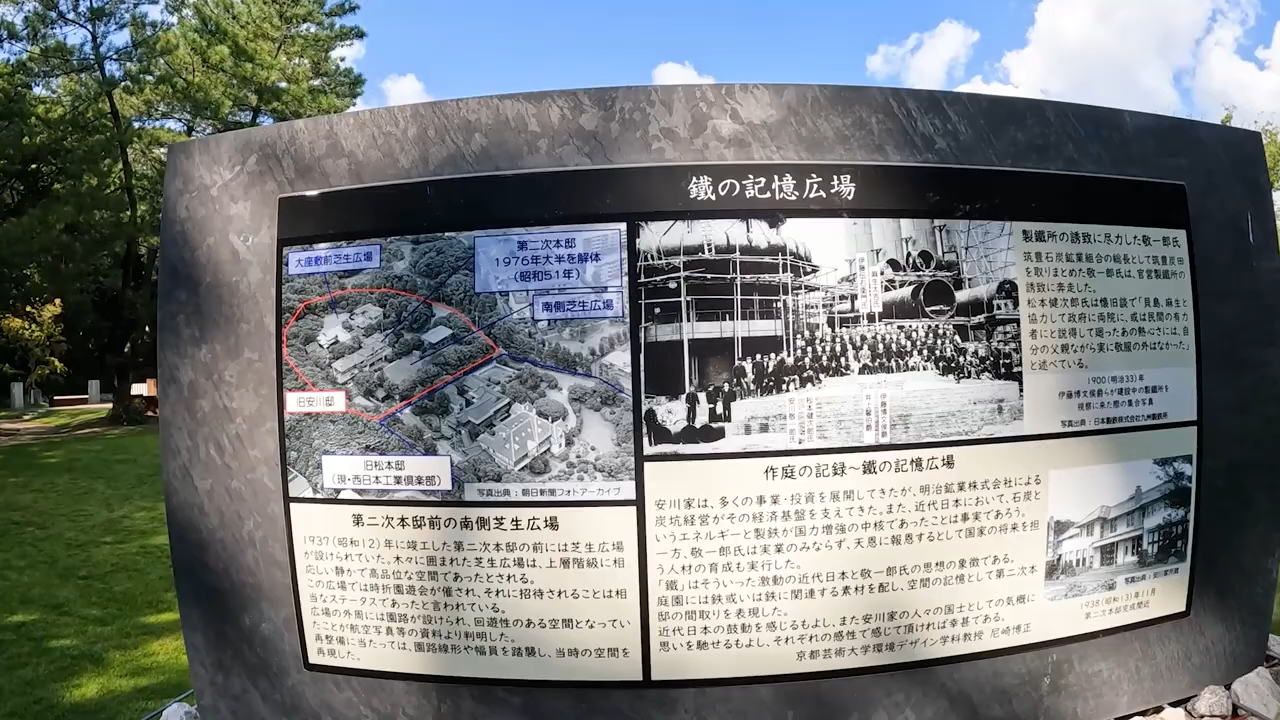 鐵の記憶広場
大座敷前芝生広場
第二次本邸
1976年大半を解体
(昭和51年)
南側芝生広場
旧安川邸
旧松本邸
(現・西日本工業倶楽部)
写真出典：朝日新聞フォトアーカイブ
第二次本邸前の南側芝生広場
1937(昭和12)年に竣工した第二次本邸の前には芝生広場
が設けられていた。木々に囲まれた芝生広場は、上層階級に相
応しい静かで高品位な空間であったとされる。
この広場では時折園遊会が催され、それに招待されることは相
当なステータスであったと言われている。
広場の外周には園路が設けられ、回遊性のある空間となってい
たことが航空写真等の資料より判明した。
再整備に当たっては、園路線形や幅員を踏襲し、当時の空間を
再現した。
安川敬一郎氏
松本健次郎氏
井上馨伯爵
伊藤博文侯爵
製鐵所の誘致に尽力した敬一郎氏
筑豊石炭鉱業組合の総長として筑豊炭田
を取りまとめた敬一郎氏は、官営製鐵所の
誘致に奔走した。
松本健次郎氏は懐旧談で「貝島、麻生と
協力して政府に両院に、或は民間の有力
者にと説得して廻ったあの熱心さには、自
分の父親ながら実に敬服の外はなかった」
と述べている。
1900(明治33)年
伊藤博文侯爵らが建設中の製鐵所を
視察に来た際の集合写真
写真出典：日本製鉄株式会社九州製鉄所
作庭の記録～鐵の記憶広場
安川家は、多くの事業・投資を展開してきたが、明治鉱業株式会社による
炭坑経営がその経済基盤を支えてきた。また、近代日本において、石炭と
いうエネルギーと製鉄が国力増強の中核であったことは事実であろう。
一方、敬一郎氏は実業のみならず、天恩に報恩するとして国家の将来を担
う人材の育成も実行した。
「鐵」はそういった激動の近代日本と敬一郎氏の思想の象徴である。
庭園には鉄或いは鉄に関連する素材を配し、空間の記憶として第二次本
邸の間取りを表現した。
近代日本の鼓動を感じるもよし、また安川家の人々の国士としての気概に
思いを馳せるもよし、それぞれの感性で感じて頂ければ幸甚である。
京都芸術大学環境デザイン学科教授 尼崎博正
写真出典：安川家所蔵
1938(昭和13)年11月
第二次本邸完成間近